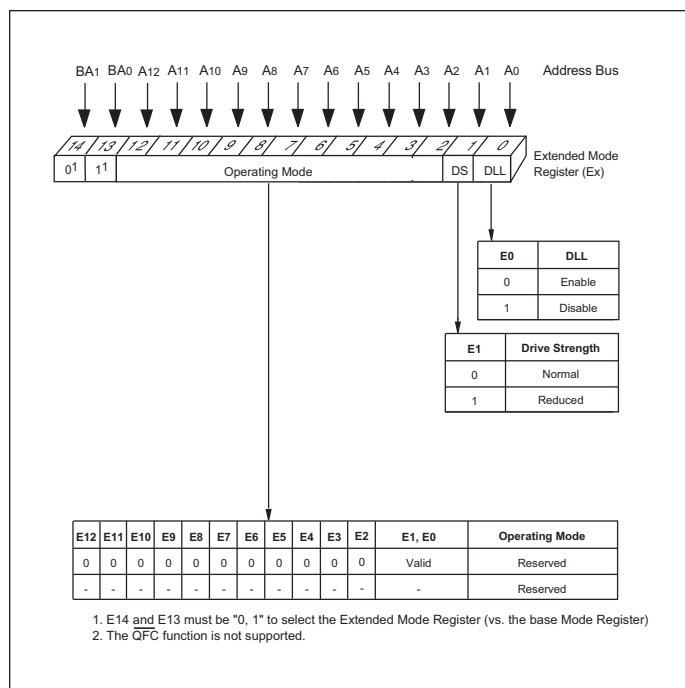 BA1 BA0 A12 A11 A10 A9 A8 A7 A6 A5 A4 A3 A2 A1 A0 Address Bus
14 13 12 11 10 9 8 7 6 5 4 3 2 1 0
Extended Mode
Register (Ex)
0¹ 1¹ Operating Mode DS DLL
E0 DLL
0 Enable
1 Disable
E1 Drive Strength
0 Normal
1 Reduced
E12 E11 E10 E9 E8 E7 E6 E5 E4 E3 E2 E1, E0 Operating Mode
0 0 0 0 0 0 0 0 0 0 0 Valid Reserved
- - - - - - - - - - - - Reserved
1. E14 and E13 must be "0, 1" to select the Extended Mode Register (vs. the base Mode Register)
2. The QFC function is not supported.